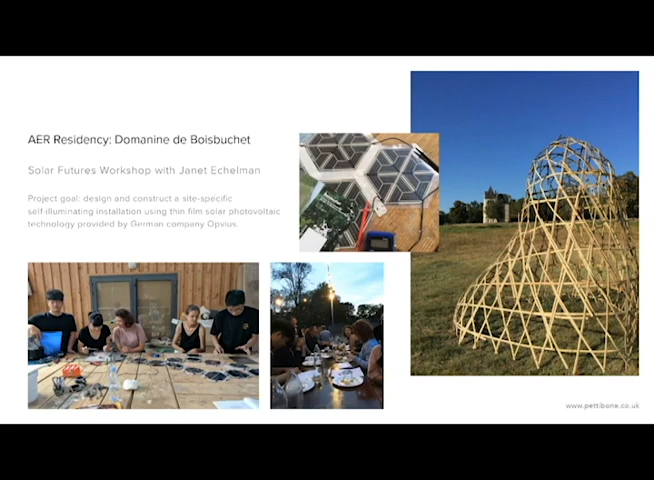 AER Residency: Domanine de Boisbuchet
Solar Futures Workshop with Janet Echelman
Project goal: design and construct a site-specific
self-illuminating installation using thin film solar photovoltaic
technology provided by German company Opvius.
www.pettibone.co.uk